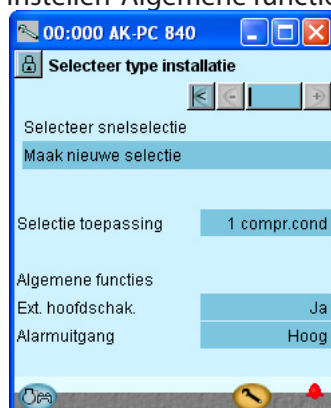 instellen Algemene functie
00:000 AK-PC 840
Selecteer type installatie
Selecteer snelselectie
Maak nieuwe selectie
Selectie toepassing 1 compr.cond
Algemene functies
Ext. hoofdschak. Ja
Alarmuitgang Hoog